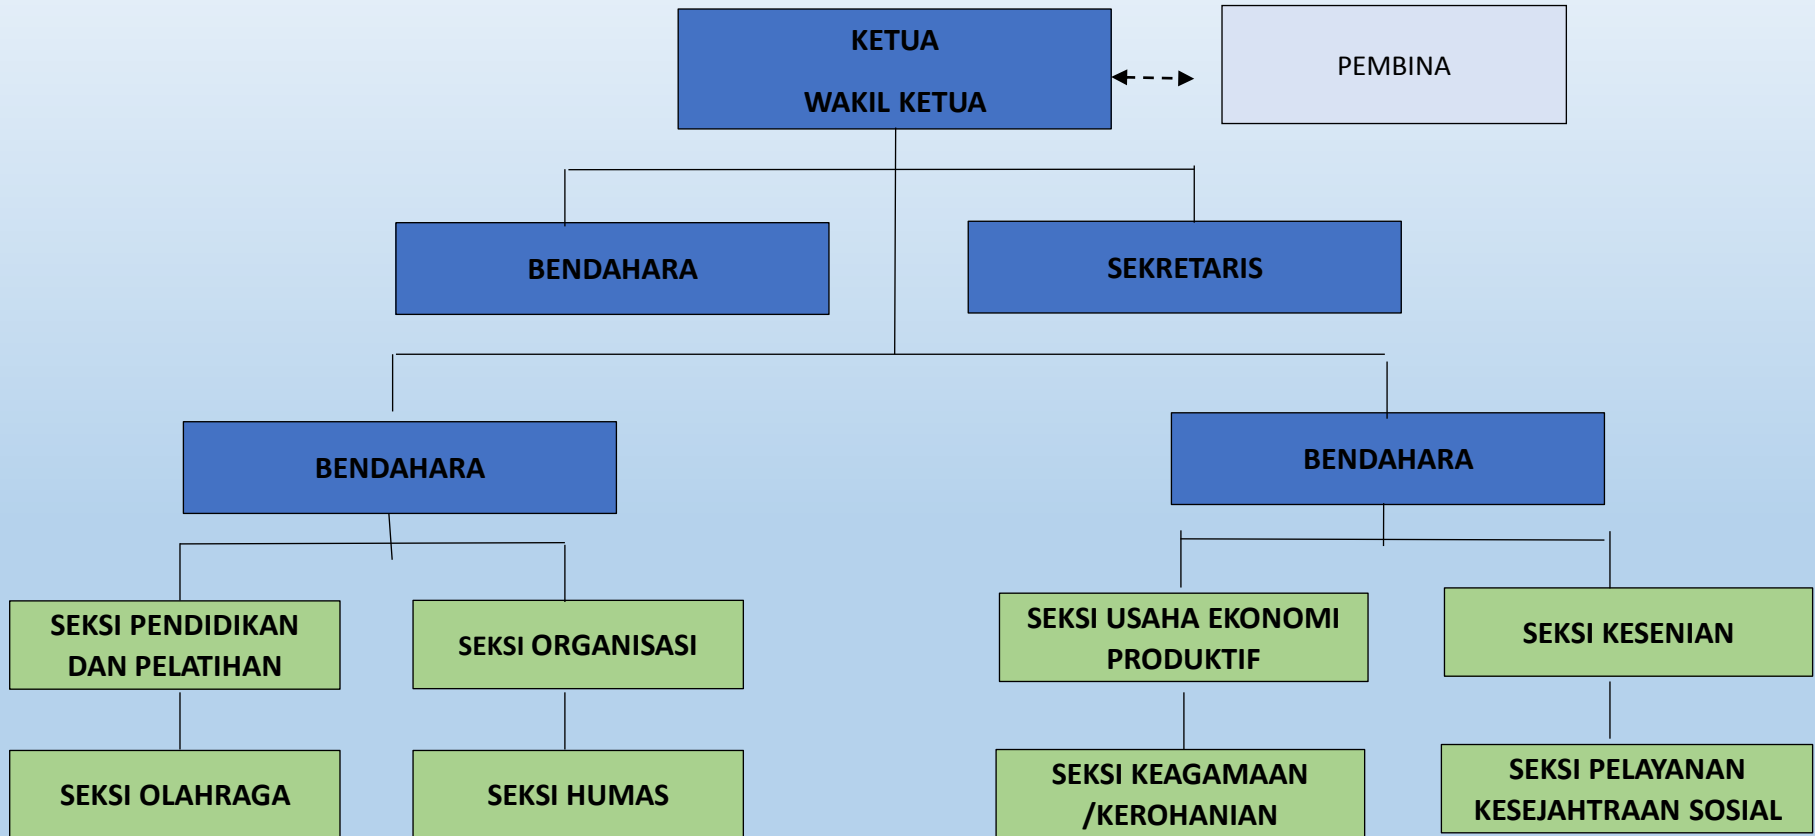 KETUA
WAKIL KETUA
PEMBINA
BENDAHARA
SEKRETARIS
BENDAHARA
BENDAHARA
SEKSI PENDIDIKAN
DAN PELATIHAN
SEKSI ORGANISASI
SEKSI USAHA EKONOMI
PRODUKTIF
SEKSI KESENIAN
SEKSI OLAHRAGA
SEKSI HUMAS
SEKSI KEAGAMAAN
/KEROHANIAN
SEKSI PELAYANAN
KESEJAHTRAAN SOSIAL